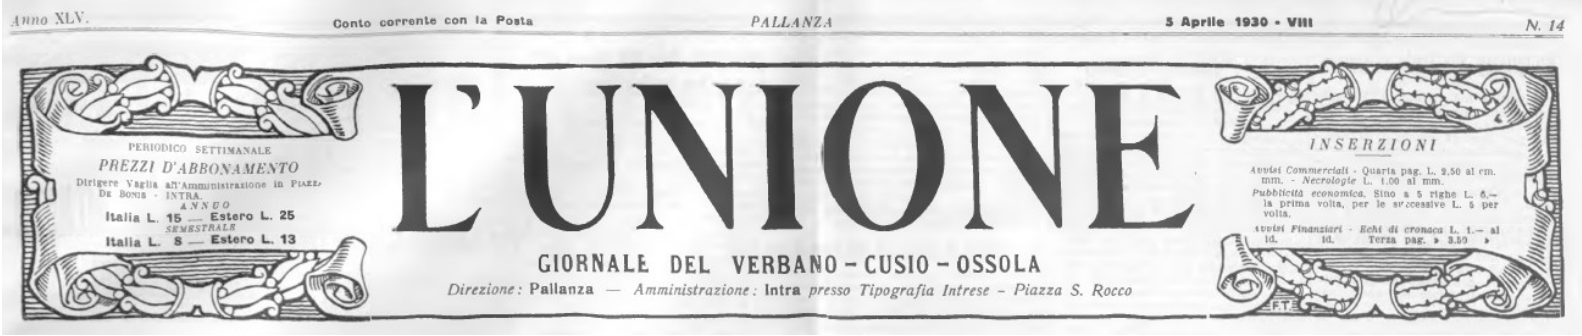 Anno XLV. Conto corrente con la Posta PALLANZA 5 Aprile 1930 - VIII N. 14
PERIODICO SETTIMANALE
PREZZI D'ABBONAMENTO
Dirigere Vaglia all'Amministrazione in
DE BONIS - INTRA.
ANNUO
Italia L. 15 — Estero L. 25
SEMESTRALE
Italia L. 8 — Estero L. 13
L'UNIONE
GIORNALE DEL VERBANO - CUSIO - OSSOLA
Direzione: Pallanza — Amministrazione: Intra presso Tipografia Intrese - Piazza S. Rocco
INSERZIONI
Avvisi Commerciali - Quarta pag. L. 2,50 al cm.
mm. - Necrologie L. 1.00 al mm.
Pubblicità economica. Sino a 5 righe L. 6,—
la prima volta, per le successive L. 5 per
volta.
Avvisi Finanziari - Echi di cronaca L. 1.— al
id. id. Terza pag. » 3.50 »
F.T.